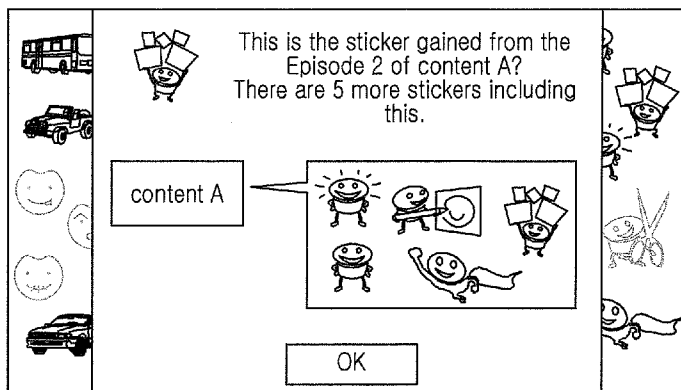 This is the sticker gained from the
Episode 2 of content A?
There are 5 more stickers including
this.
content A
OK